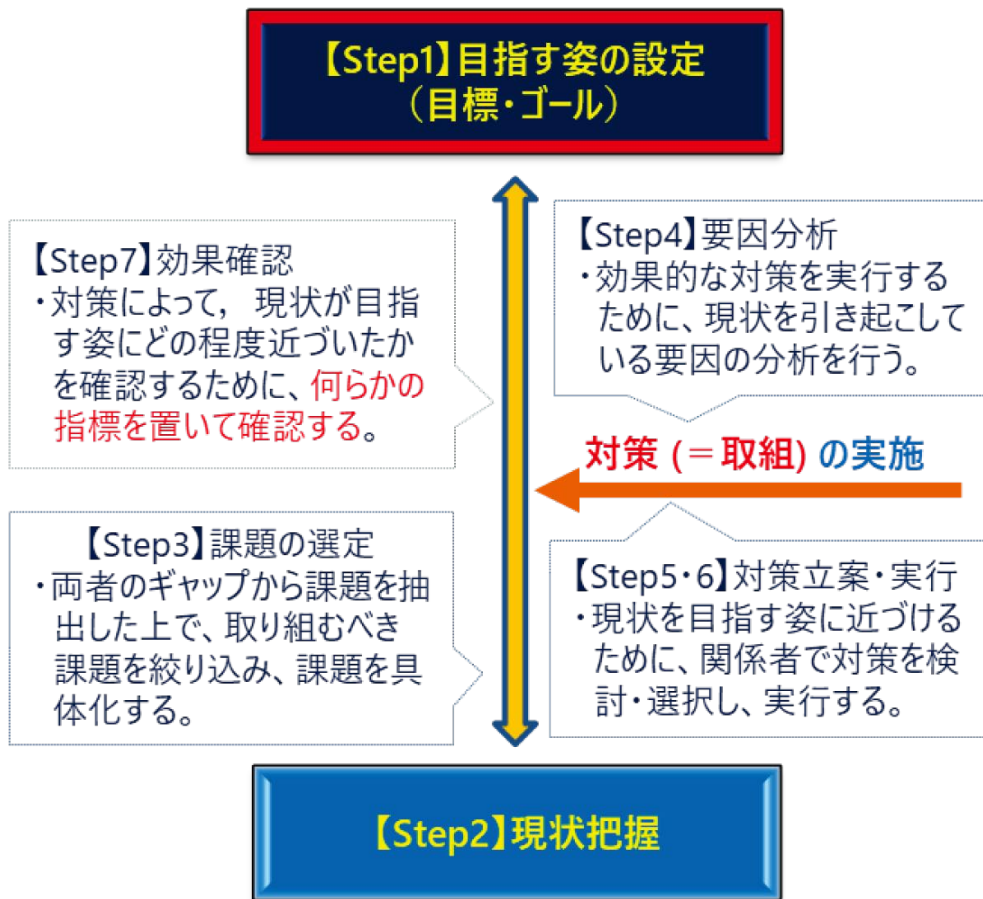 【Step1】目指す姿の設定
（目標・ゴール）
【Step7】効果確認
・対策によって，現状が目指
す姿にどの程度近づいたか
を確認するために、何らかの
指標を置いて確認する。
【Step4】要因分析
・効果的な対策を実行する
ために、現状を引き起こして
いる要因の分析を行う。
対策 (＝取組) の実施
【Step3】課題の選定
・両者のギャップから課題を抽
出した上で、取り組むべき
課題を絞り込み、課題を具
体化する。
【Step5・6】対策立案・実行
・現状を目指す姿に近づける
ために、関係者で対策を検
討・選択し、実行する。
【Step2】現状把握